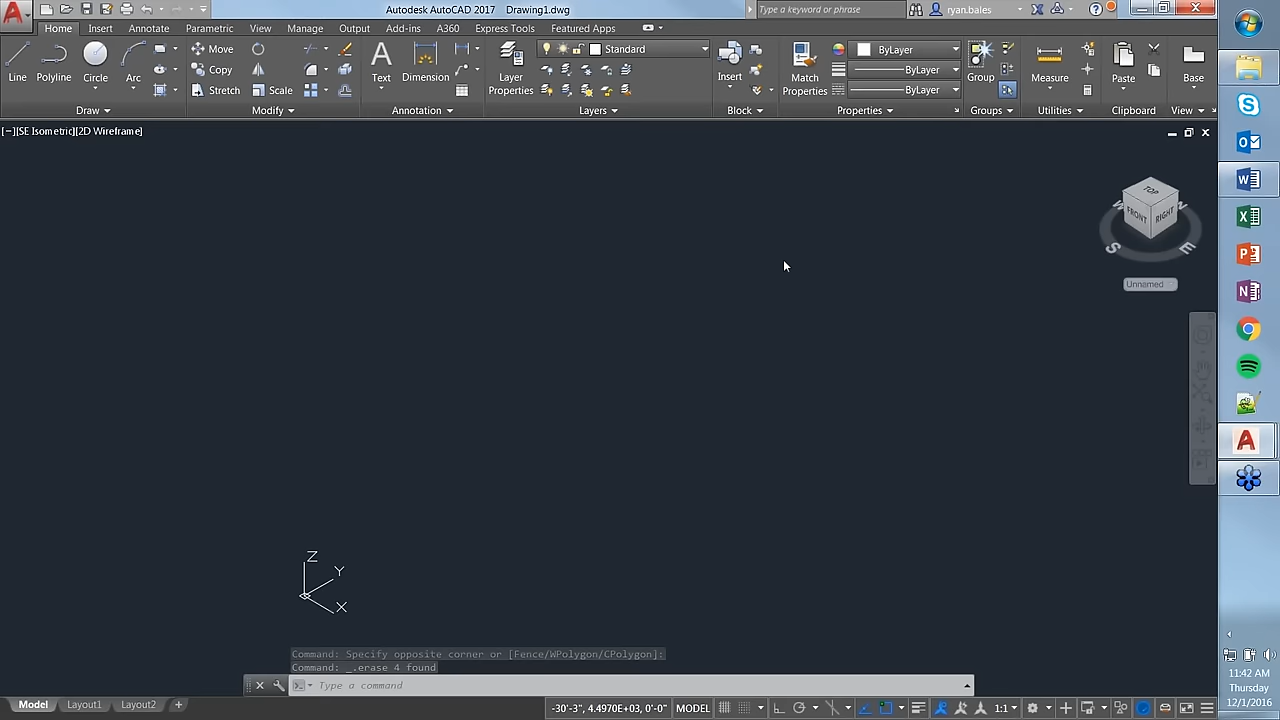 Autodesk AutoCAD 2017 Drawing1.dwg
Type a keyword or phrase
ryan.bales
Home Insert Annotate Parametric View Manage Output Add-ins A360 Express Tools Featured Apps
Line
Polyline
Circle
Arc
Move
Copy
Stretch
Scale
Text
Dimension
Layer
Properties
Standard
Insert
Match
Properties
ByLayer
ByLayer
ByLayer
Group
Measure
Paste
Base
Draw Modify Annotation Layers Block Properties Groups Utilities Clipboard View
[−][SE Isometric][2D Wireframe]
TOP
FRONT
RIGHT
W
N
S
E
Unnamed
Z
Y
X
Command: Specify opposite corner or [Fence/WPolygon/CPolygon]:
Command: _.erase 4 found
Type a command
Model Layout1 Layout2 +
-30'-3", 4.4970E+03, 0'-0" MODEL
1:1
11:42 AM
Thursday
12/1/2016